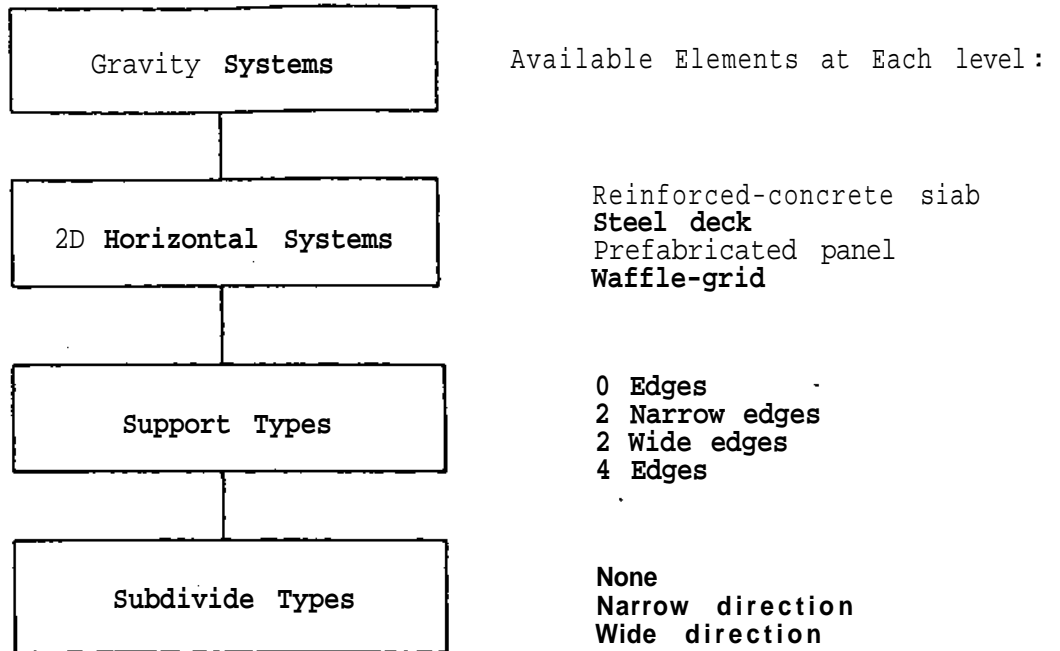 Gravity Systems
Available Elements at Each level:
2D Horizontal Systems
Reinforced-concrete siab
Steel deck
Prefabricated panel
Waffle-grid
Support Types
0 Edges
2 Narrow edges
2 Wide edges
4 Edges
Subdivide Types
None
Narrow direction
Wide direction